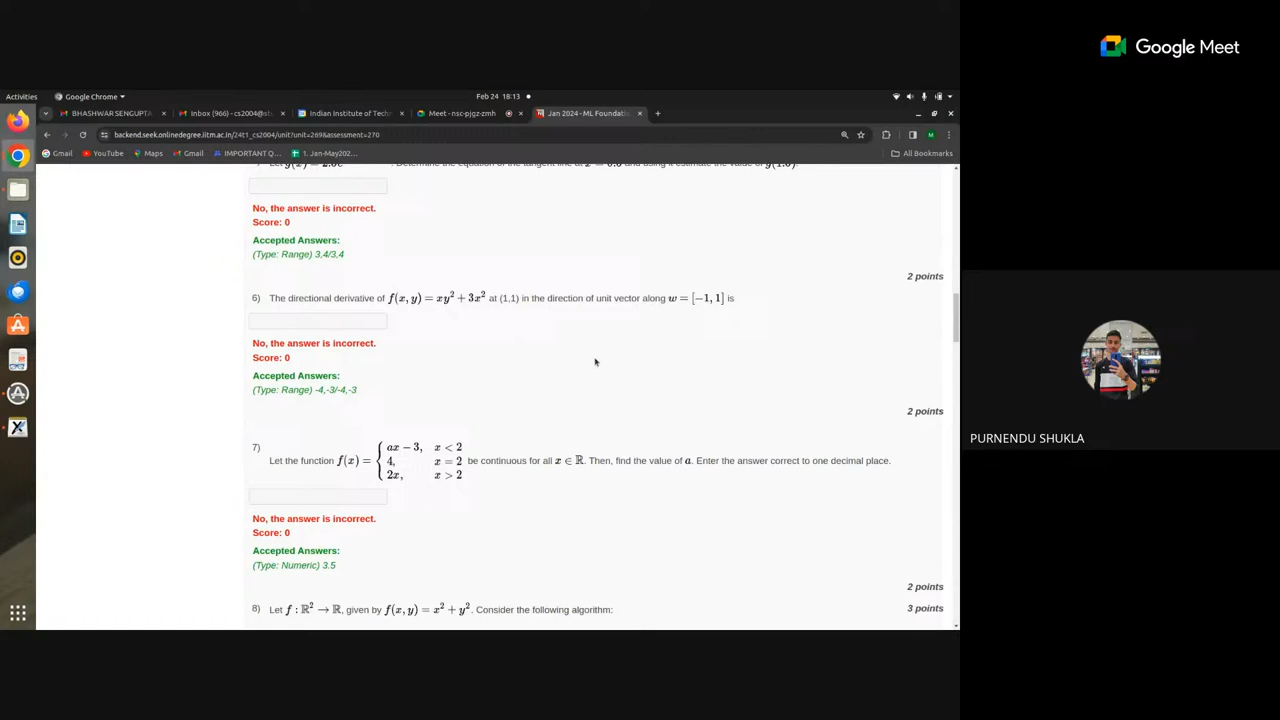 Google Meet
Activities Google Chrome Feb 24 18:13
BHASHWAR SENGUPTA Inbox (966) - cs2004@st Indian Institute of Techn Meet - nsc-pjgz-zmh Jan 2024 - ML Foundatio
backend.seek.onlinedegree.iitm.ac.in/24t1_cs2004/unit?unit=269&assessment=270
Gmail YouTube Maps Gmail IMPORTANT Q... 1. Jan-May202... All Bookmarks
No, the answer is incorrect.
Score: 0
Accepted Answers:
(Type: Range) 3,4/3,4
2 points
6) The directional derivative of f(x, y) = xy² + 3x² at (1,1) in the direction of unit vector along w = [−1, 1] is
No, the answer is incorrect.
Score: 0
Accepted Answers:
(Type: Range) -4,-3/-4,-3
2 points
7)
ax − 3, x < 2
Let the function f(x) = { 4, x = 2 be continuous for all x ∈ ℝ. Then, find the value of a. Enter the answer correct to one decimal place.
2x, x > 2
No, the answer is incorrect.
Score: 0
Accepted Answers:
(Type: Numeric) 3.5
2 points
8) Let f : ℝ² → ℝ, given by f(x, y) = x² + y². Consider the following algorithm: 3 points
PURNENDU SHUKLA